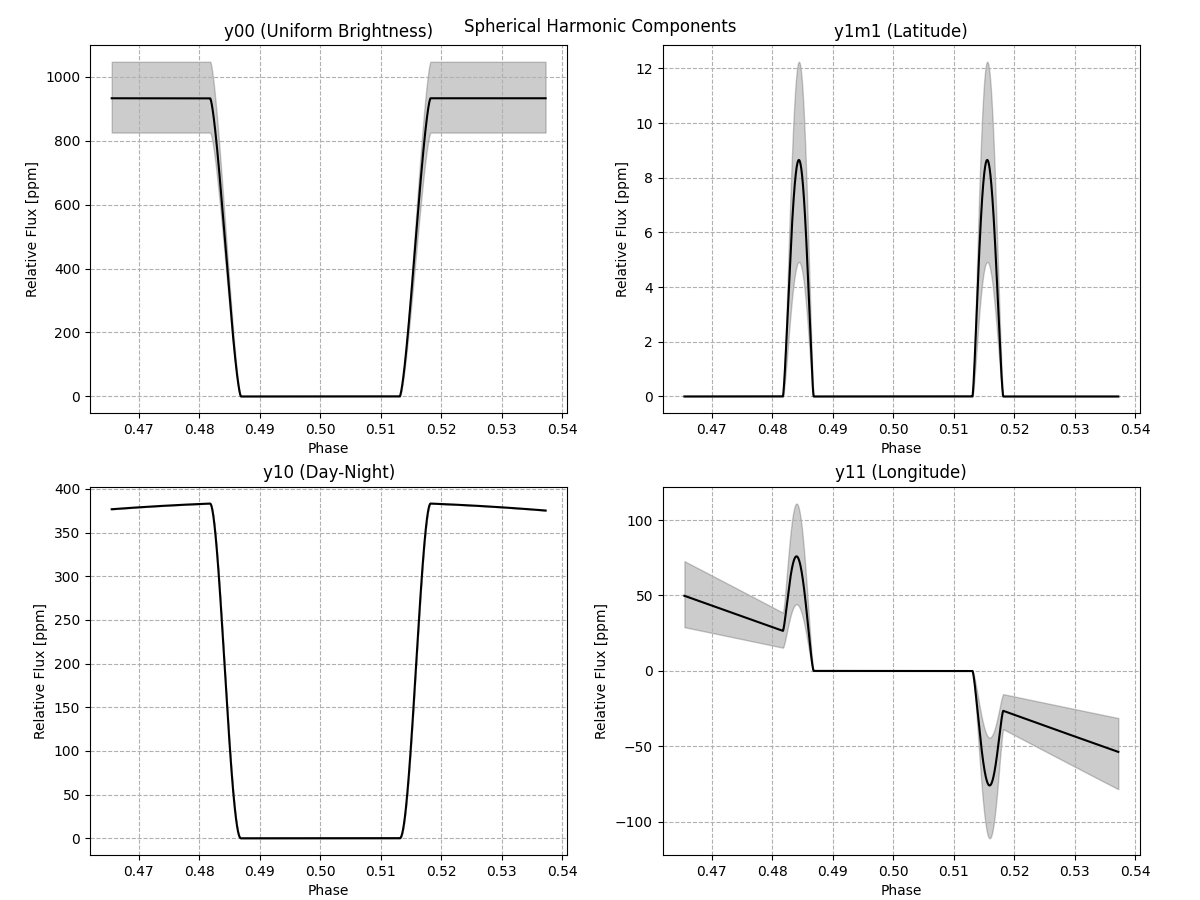 Spherical Harmonic Components
y00 (Uniform Brightness)
Relative Flux [ppm]
1000
800
600
400
200
0
0.47 0.48 0.49 0.50 0.51 0.52 0.53 0.54
Phase
y1m1 (Latitude)
Relative Flux [ppm]
12
10
8
6
4
2
0
0.47 0.48 0.49 0.50 0.51 0.52 0.53 0.54
Phase
y10 (Day-Night)
Relative Flux [ppm]
400
350
300
250
200
150
100
50
0
0.47 0.48 0.49 0.50 0.51 0.52 0.53 0.54
Phase
y11 (Longitude)
Relative Flux [ppm]
100
50
0
−50
−100
0.47 0.48 0.49 0.50 0.51 0.52 0.53 0.54
Phase